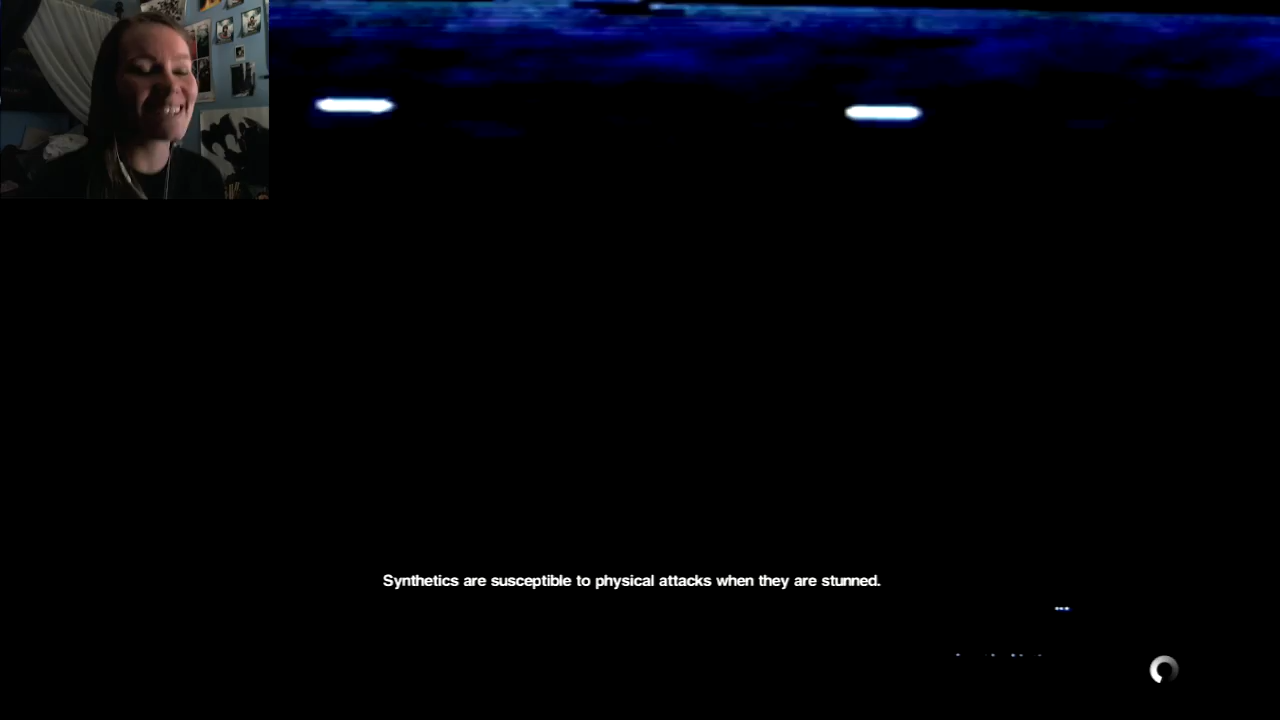 Synthetics are susceptible to physical attacks when they are stunned.